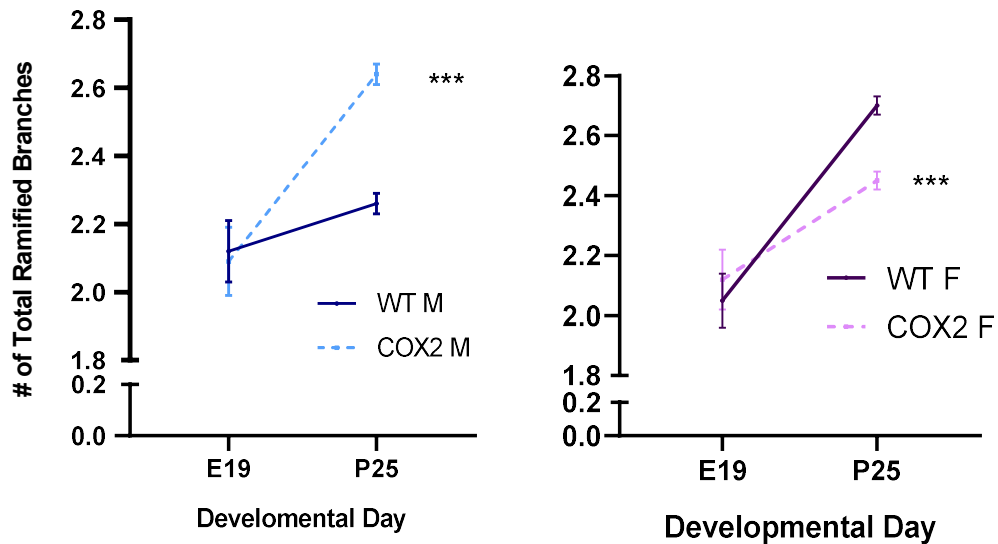 # of Total Ramified Branches
2.8
2.6
2.4
2.2
2.0
1.8
0.2
0.0
***
WT M
COX2 M
E19
P25
Develomental Day
2.8
2.6
2.4
2.2
2.0
1.8
0.2
0.0
***
WT F
COX2 F
E19
P25
Developmental Day